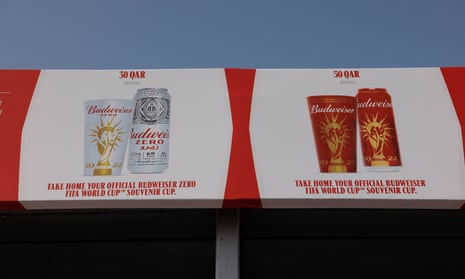 50 QAR
Budweiser
ZERO
2022
Budweiser
ZERO
زيرو
TAKE HOME YOUR OFFICIAL BUDWEISER ZERO
FIFA WORLD CUP™ SOUVENIR CUP.
50 QAR
Budweiser
2022
Budweiser
TAKE HOME YOUR OFFICIAL BUDWEISER
FIFA WORLD CUP™ SOUVENIR CUP.